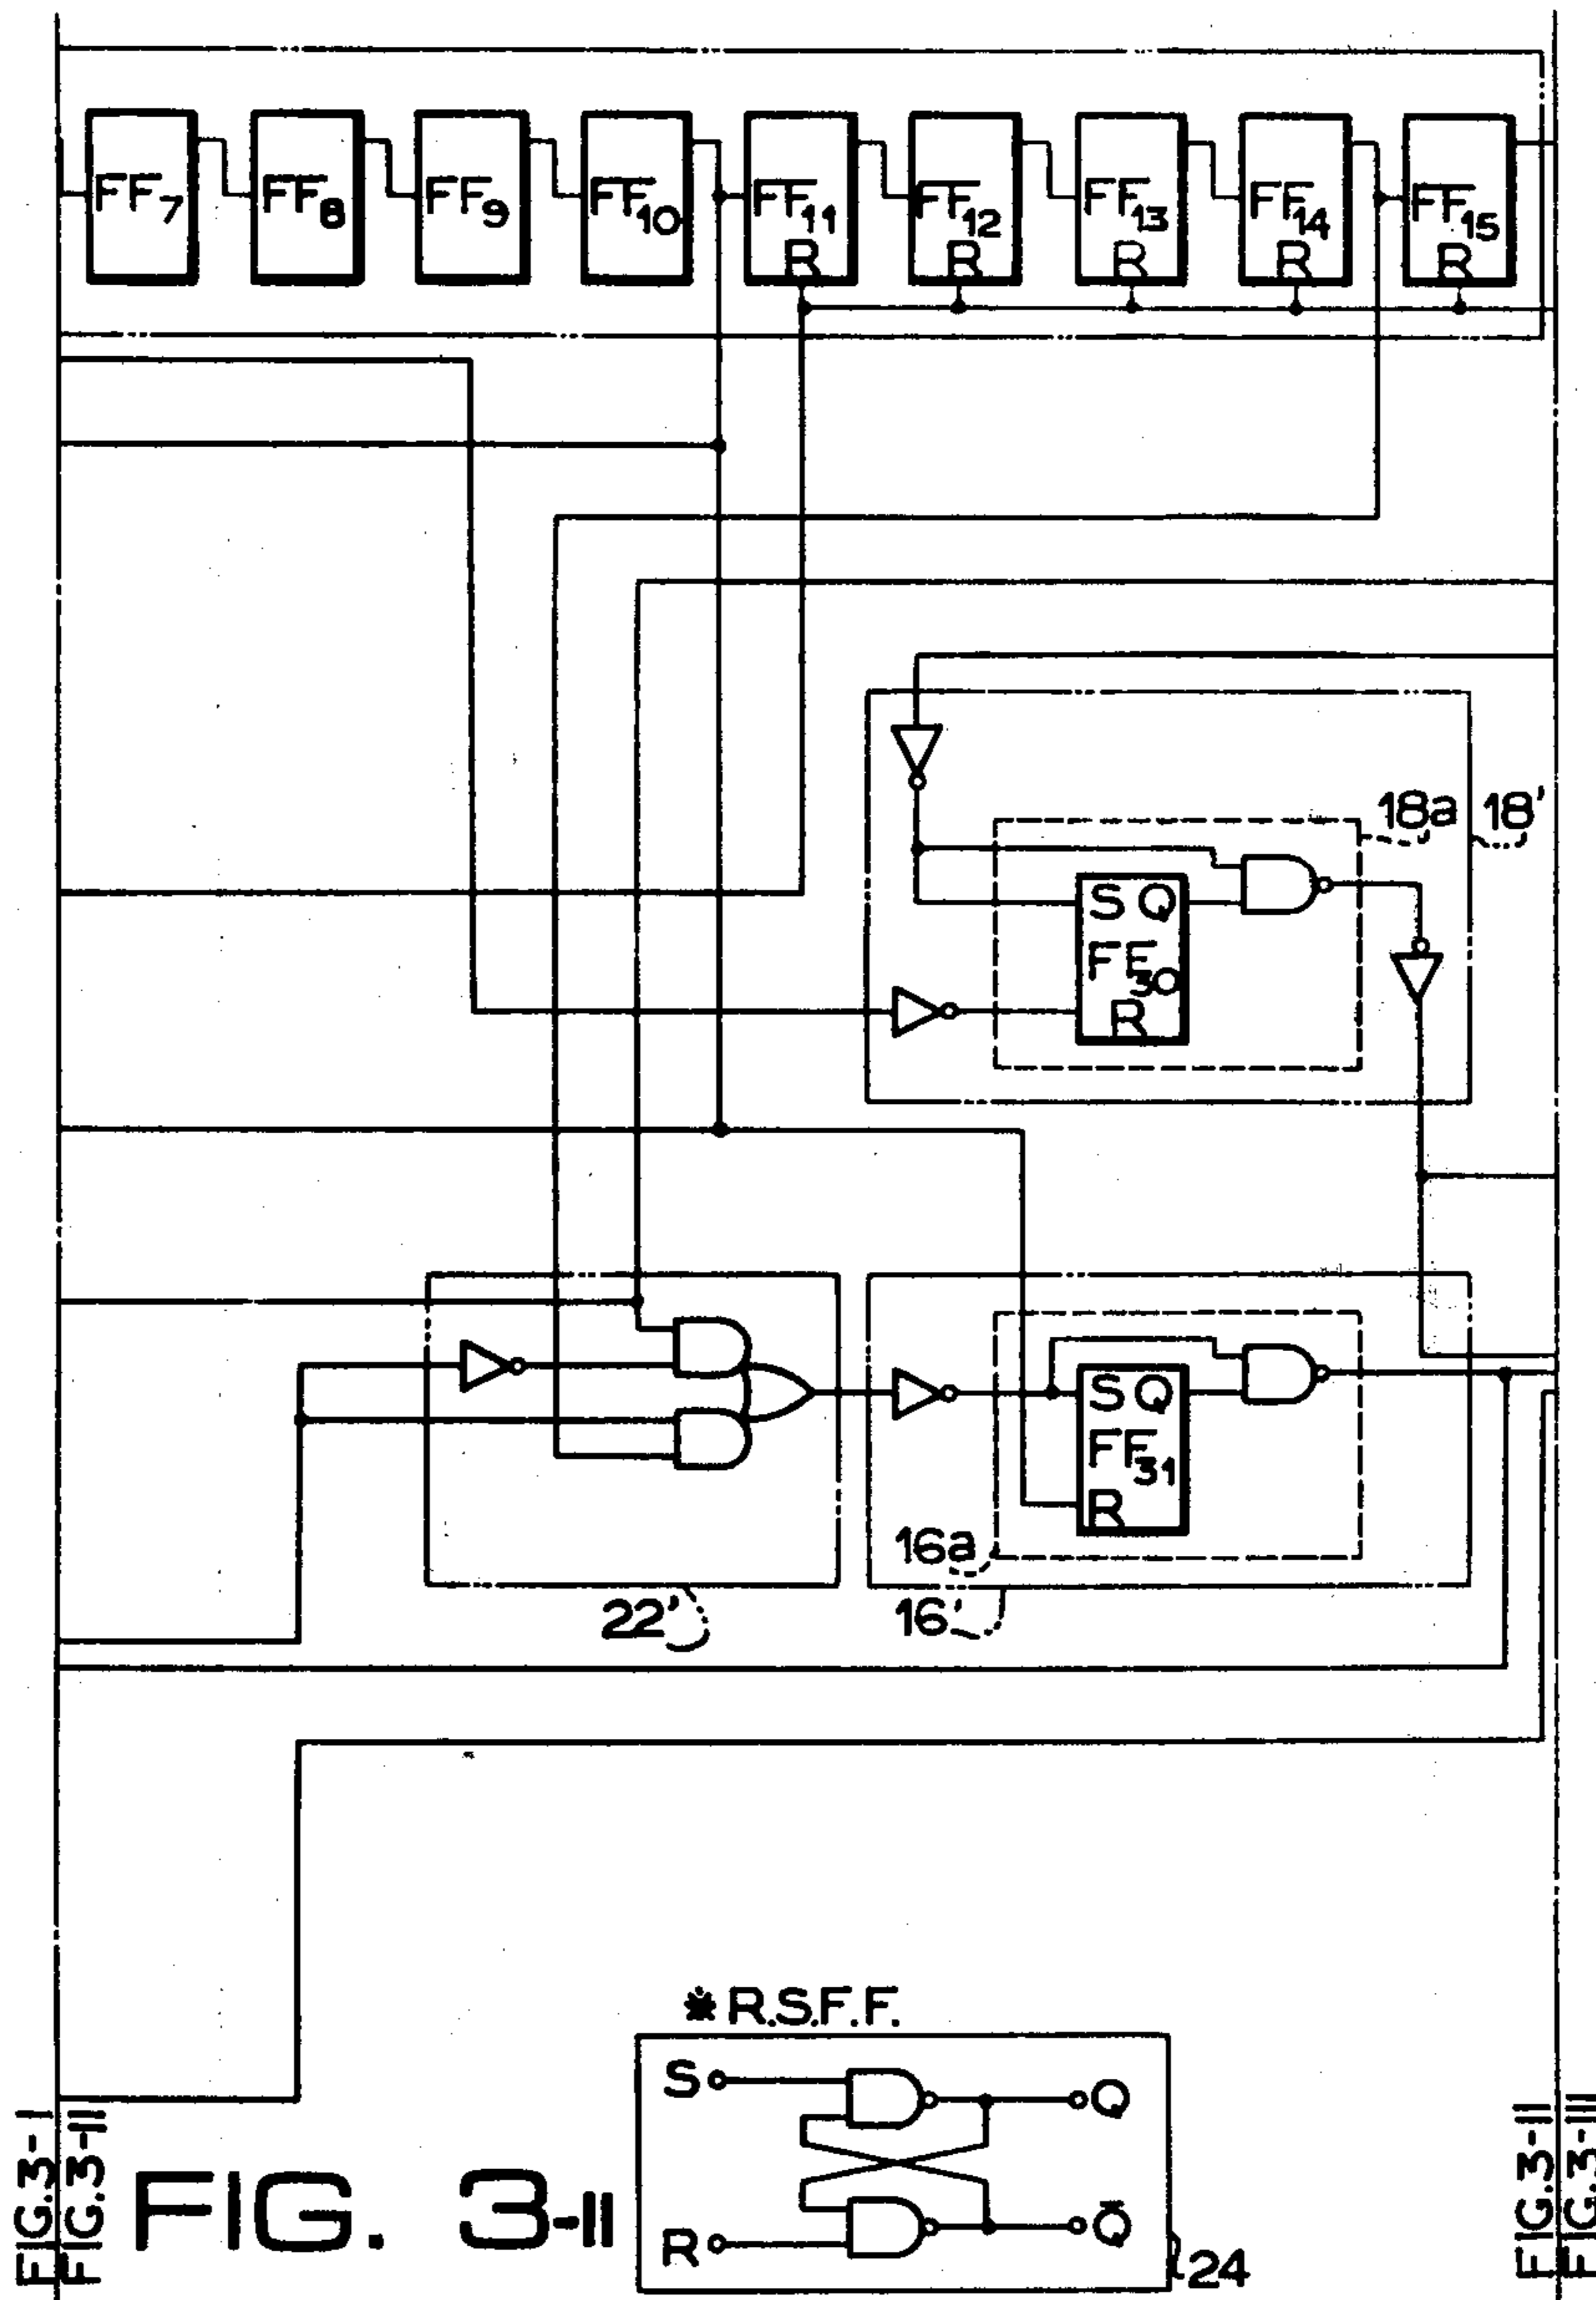 FF7 FF8 FF9 FF10 FF11 FF12 FF13 FF14 FF15
R R R R R
18a 18'
S Q
FF30
R
S Q
FF31
R
16a
22' 16'
* R.S.F.F.
S Q
R Q̄
24
FIG. 3-II
FIG.3-I
FIG.3-II
FIG.3-II
FIG.3-III